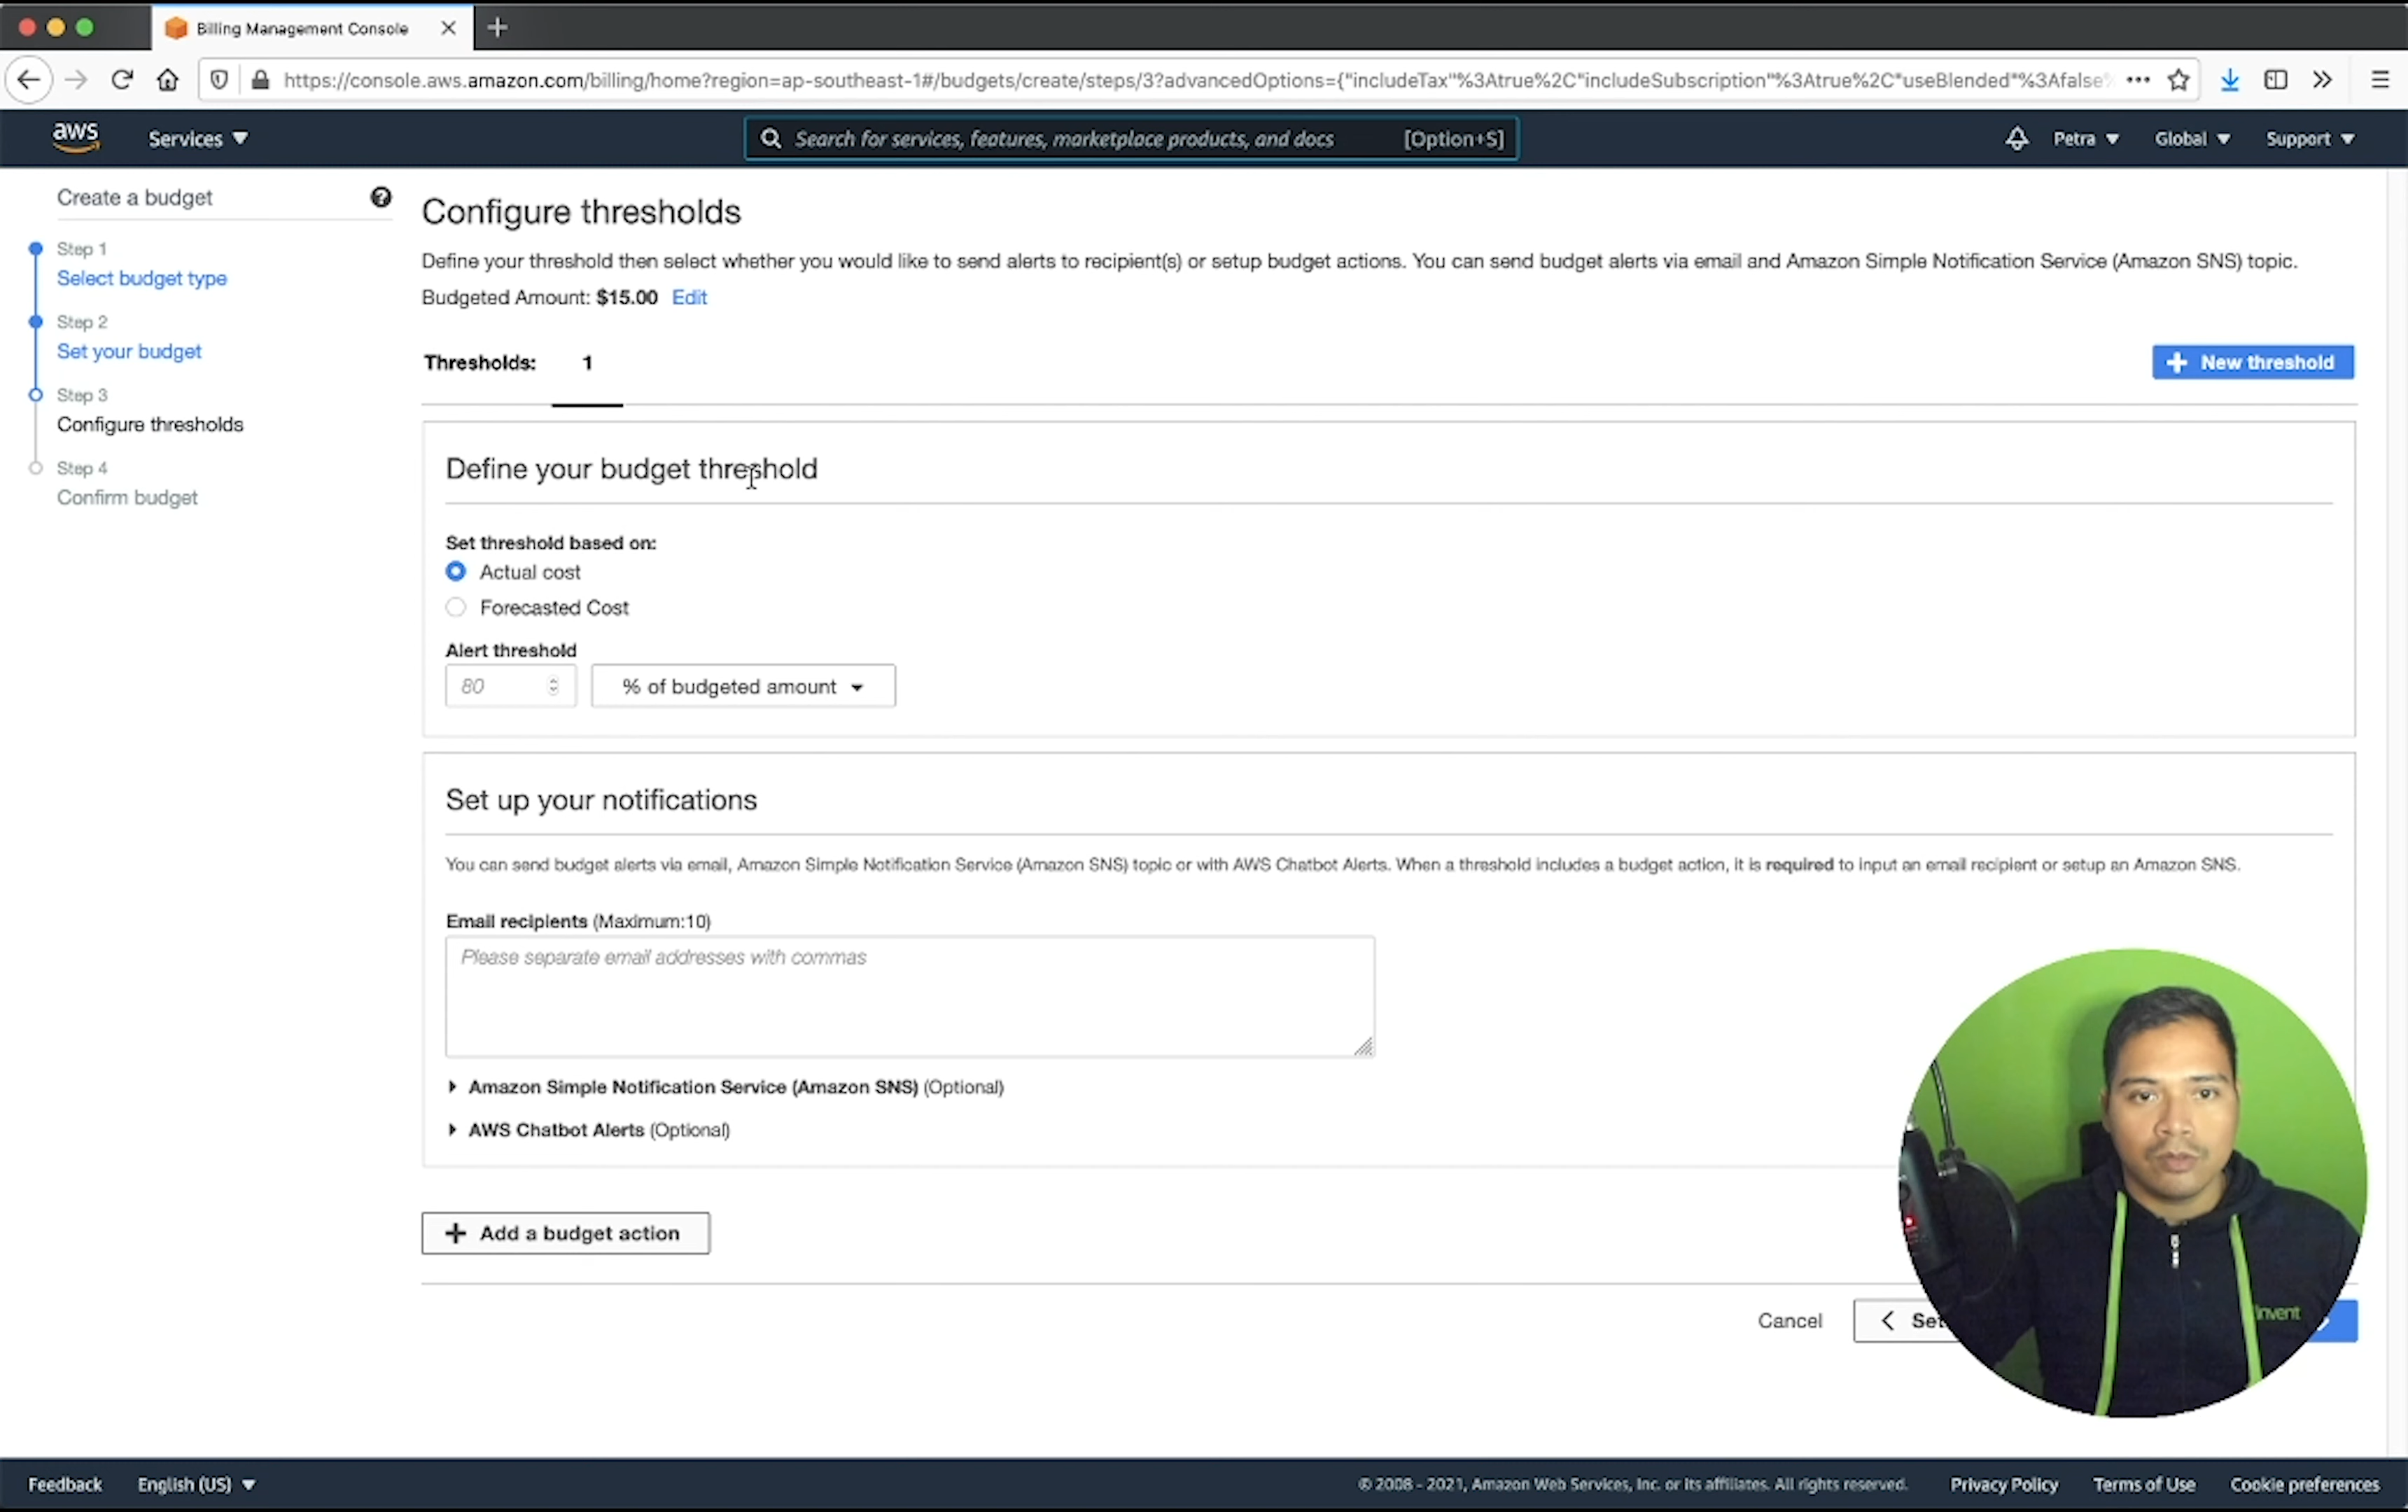 Billing Management Console
https://console.aws.amazon.com/billing/home?region=ap-southeast-1#/budgets/create/steps/3?advancedOptions={"includeTax"%3Atrue%2C"includeSubscription"%3Atrue%2C"useBlended"%3Afalse%
aws
Services
Search for services, features, marketplace products, and docs
[Option+S]
Petra
Global
Support
Create a budget
Step 1
Select budget type
Step 2
Set your budget
Step 3
Configure thresholds
Step 4
Confirm budget
Configure thresholds
Define your threshold then select whether you would like to send alerts to recipient(s) or setup budget actions. You can send budget alerts via email and Amazon Simple Notification Service (Amazon SNS) topic.
Budgeted Amount: $15.00 Edit
Thresholds: 1
+ New threshold
Define your budget threshold
Set threshold based on:
Actual cost
Forecasted Cost
Alert threshold
80
% of budgeted amount
Set up your notifications
You can send budget alerts via email, Amazon Simple Notification Service (Amazon SNS) topic or with AWS Chatbot Alerts. When a threshold includes a budget action, it is required to input an email recipient or setup an Amazon SNS.
Email recipients (Maximum:10)
Please separate email addresses with commas
Amazon Simple Notification Service (Amazon SNS) (Optional)
AWS Chatbot Alerts (Optional)
+ Add a budget action
Cancel
Set
Invent
Feedback
English (US)
© 2008 - 2021, Amazon Web Services, Inc. or its affiliates. All rights reserved.
Privacy Policy
Terms of Use
Cookie preferences